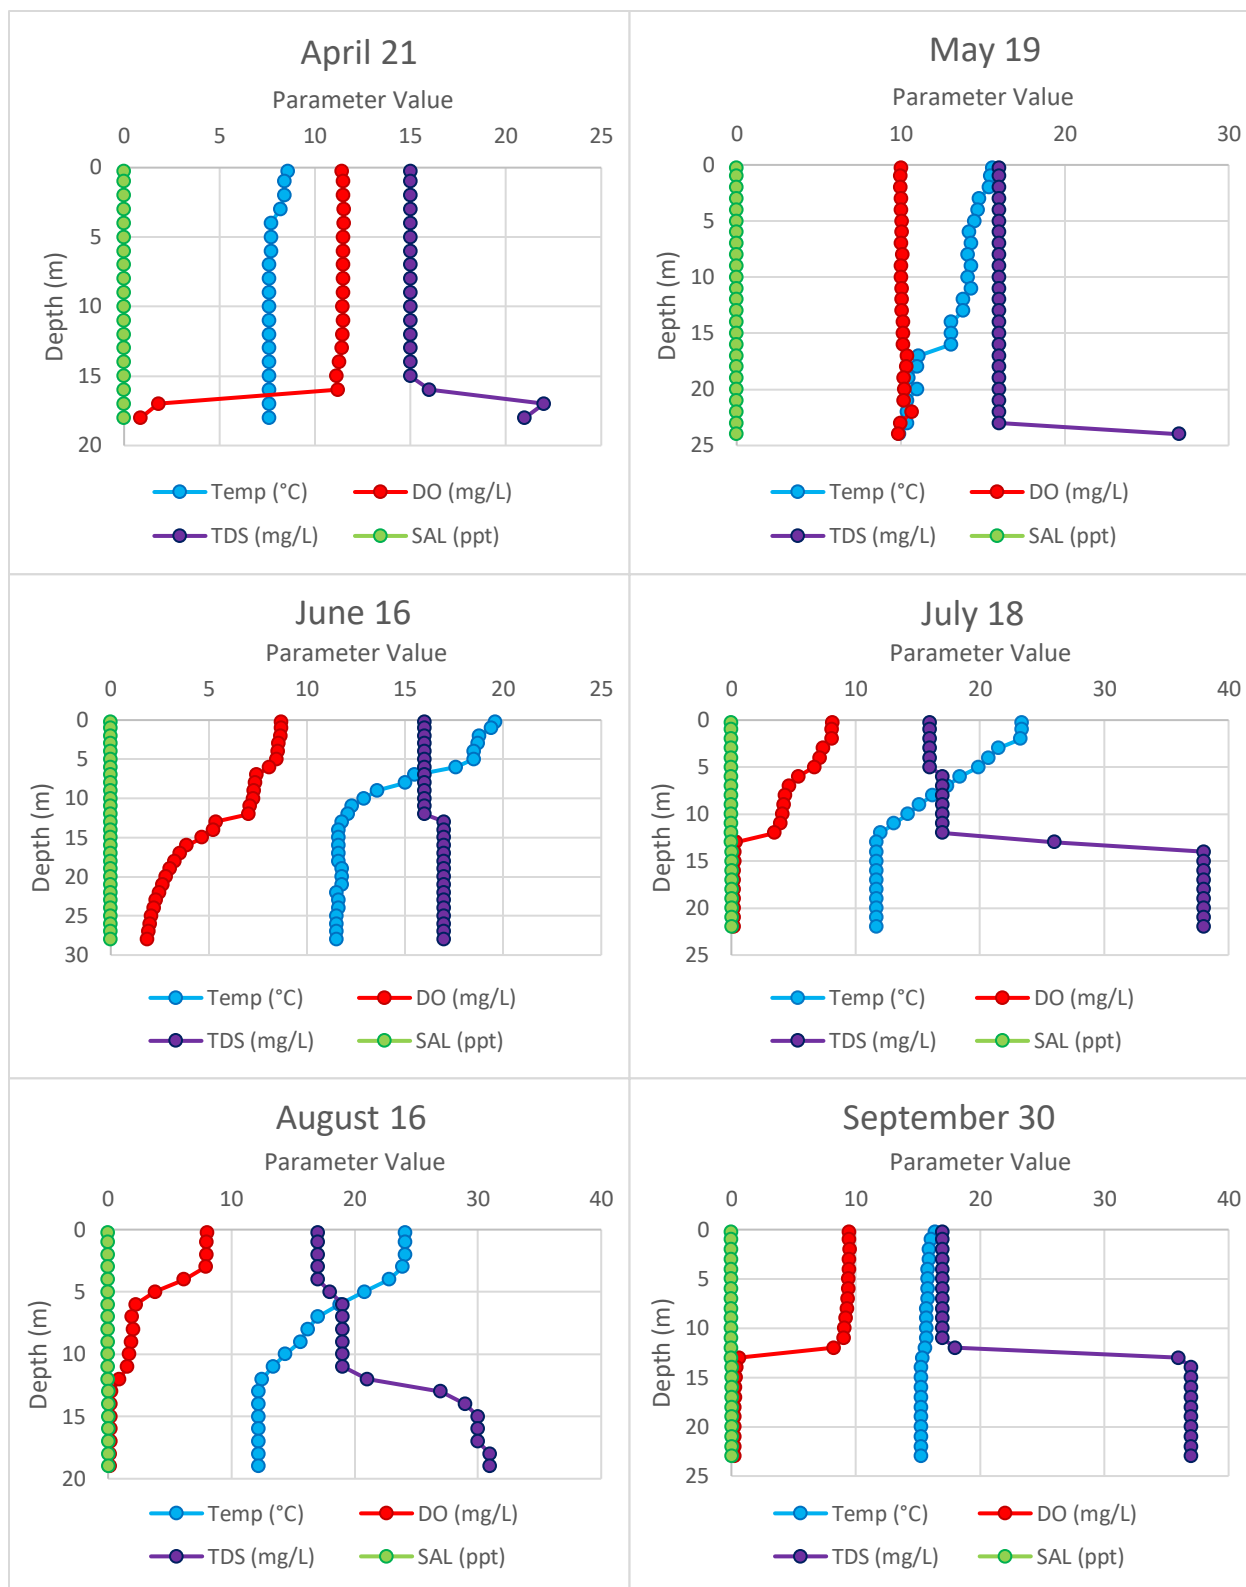 April 21
Parameter Value
0 5 10 15 20 25
0
5
10
15
20
Depth (m)
Temp (°C) DO (mg/L)
TDS (mg/L) SAL (ppt)
May 19
Parameter Value
0 10 20 30
0
5
10
15
20
25
Depth (m)
Temp (°C) DO (mg/L)
TDS (mg/L) SAL (ppt)
June 16
Parameter Value
0 5 10 15 20 25
0
5
10
15
20
25
30
Depth (m)
Temp (°C) DO (mg/L)
TDS (mg/L) SAL (ppt)
July 18
Parameter Value
0 10 20 30 40
0
5
10
15
20
25
Depth (m)
Temp (°C) DO (mg/L)
TDS (mg/L) SAL (ppt)
August 16
Parameter Value
0 10 20 30 40
0
5
10
15
20
Depth (m)
Temp (°C) DO (mg/L)
TDS (mg/L) SAL (ppt)
September 30
Parameter Value
0 10 20 30 40
0
5
10
15
20
25
Depth (m)
Temp (°C) DO (mg/L)
TDS (mg/L) SAL (ppt)